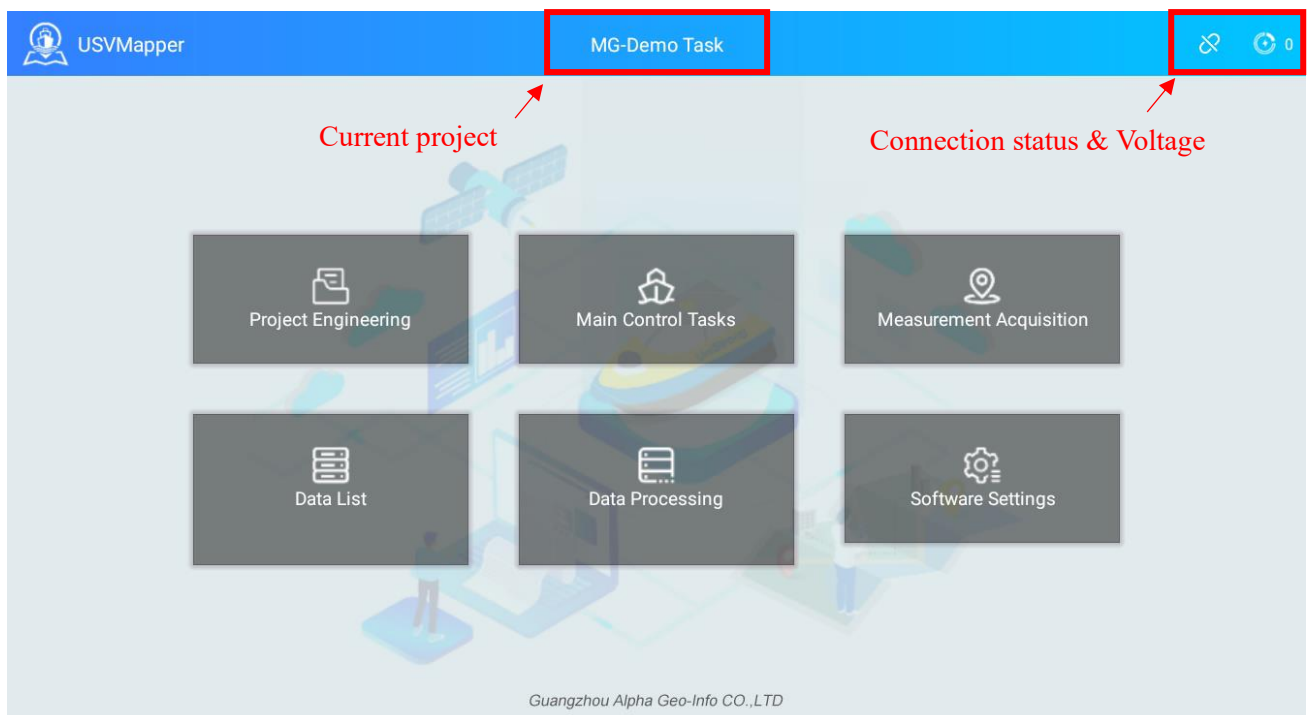 USVMapper
MG-Demo Task
0
Current project
Connection status & Voltage
Project Engineering
Main Control Tasks
Measurement Acquisition
Data List
Data Processing
Software Settings
Guangzhou Alpha Geo-Info CO.,LTD